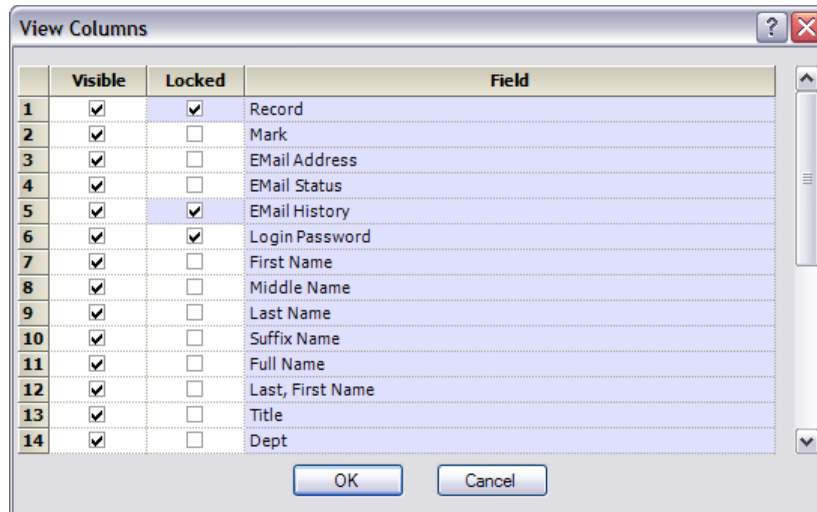 View Columns
Visible Locked Field
1 Record
2 Mark
3 EMail Address
4 EMail Status
5 EMail History
6 Login Password
7 First Name
8 Middle Name
9 Last Name
10 Suffix Name
11 Full Name
12 Last, First Name
13 Title
14 Dept
OK Cancel